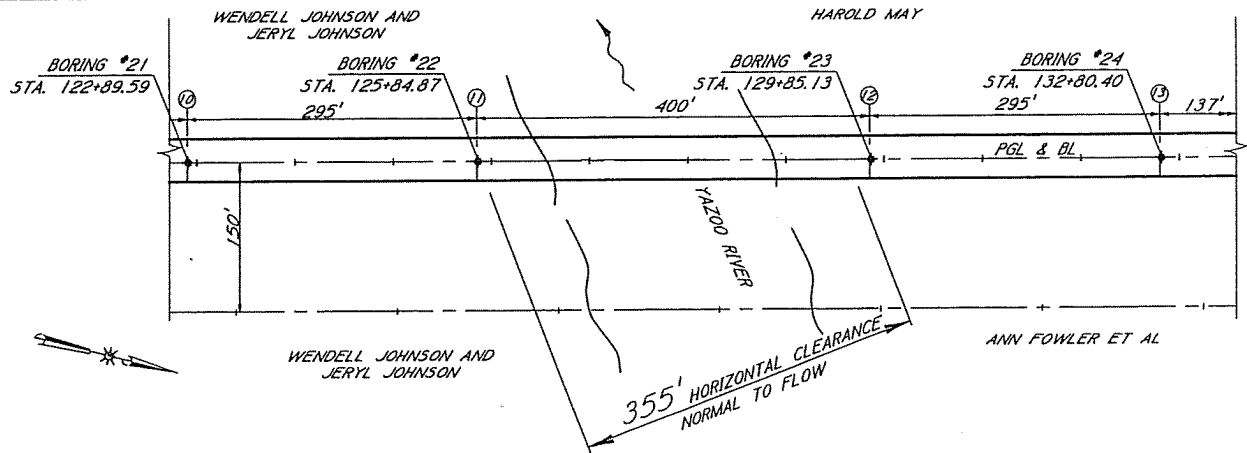 WENDELL JOHNSON AND
JERYL JOHNSON
HAROLD MAY
BORING #21
STA. 122+89.59
BORING #22
STA. 125+84.87
BORING #23
STA. 129+85.13
BORING #24
STA. 132+80.40
10
295'
11
400'
12
295'
13
137'
PGL & BL
150'
YAZOO RIVER
WENDELL JOHNSON AND
JERYL JOHNSON
355' HORIZONTAL CLEARANCE
NORMAL TO FLOW
ANN FOWLER ET AL